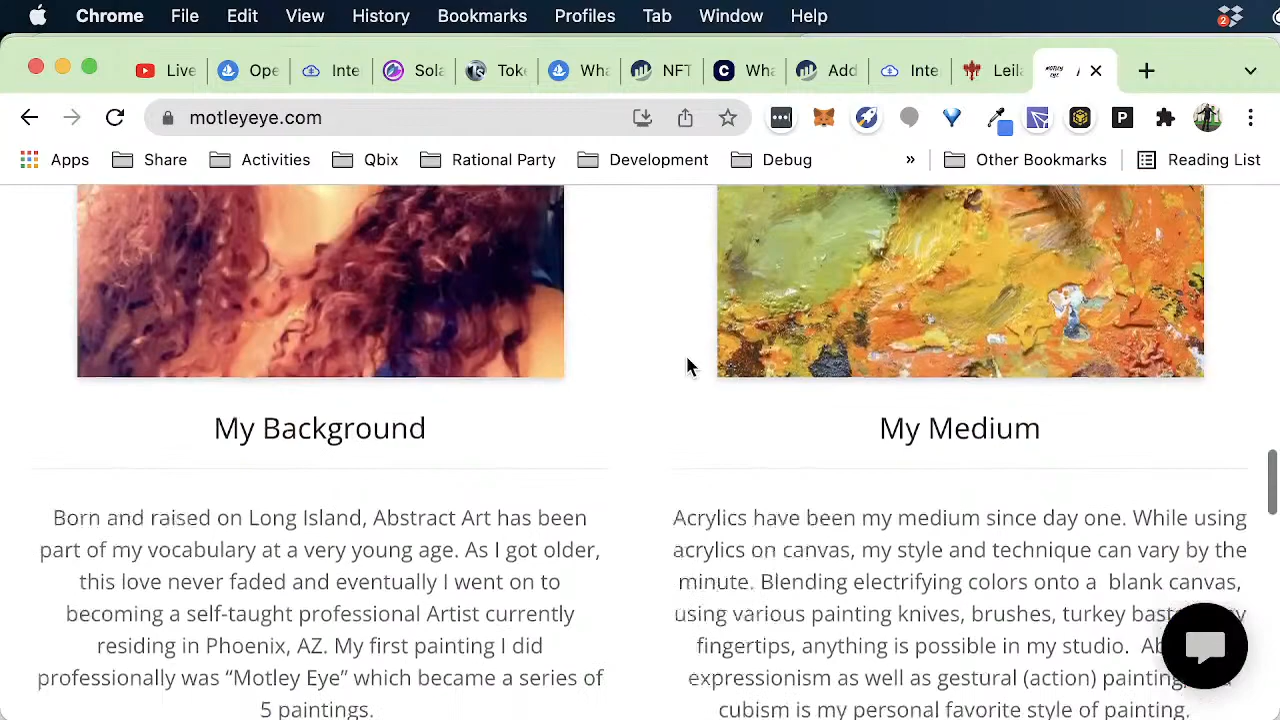 Chrome File Edit View History Bookmarks Profiles Tab Window Help
2
Live Ope Inte Sola Toke Wha NFT Wha Add Inte Leila
motleyeye.com
P
Apps Share Activities Qbix Rational Party Development Debug » Other Bookmarks Reading List
My Background
Born and raised on Long Island, Abstract Art has been
part of my vocabulary at a very young age. As I got older,
this love never faded and eventually I went on to
becoming a self-taught professional Artist currently
residing in Phoenix, AZ. My first painting I did
professionally was “Motley Eye” which became a series of
5 paintings.
My Medium
Acrylics have been my medium since day one. While using
acrylics on canvas, my style and technique can vary by the
minute. Blending electrifying colors onto a blank canvas,
using various painting knives, brushes, turkey
fingertips, anything is possible in my studio.
expressionism as well as gestural (action) painting
cubism is my personal favorite style of painting.